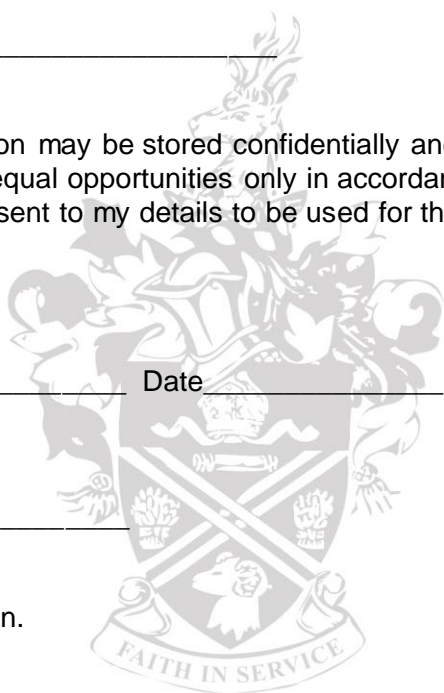 on may be stored confidentially and
equal opportunities only in accordan
sent to my details to be used for th
Date
n.
FAITH IN SERVICE